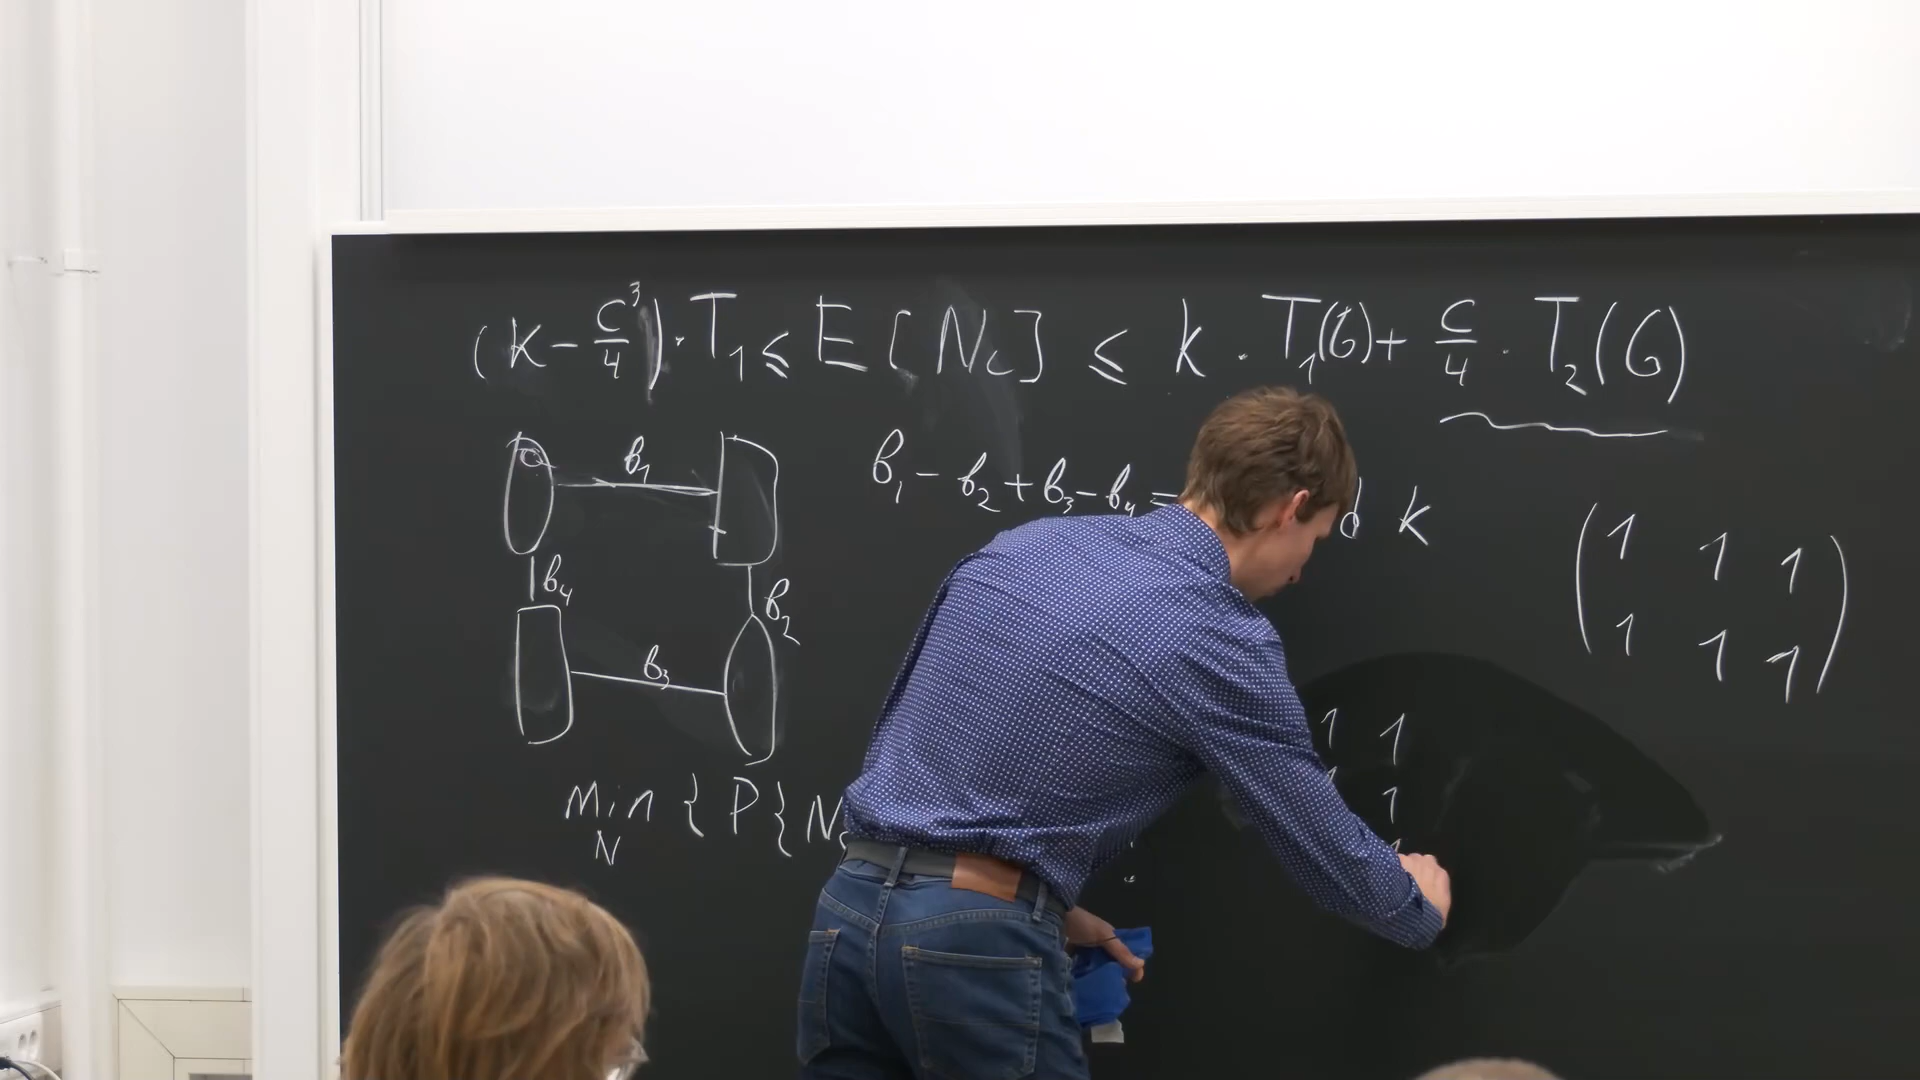 (K - C³/4) · T₁ ≤ E[N_C] ≤ k · T₁(G) + C/4 · T₂(G)
b₁
b₁ - b₂ + b₃ - b₄ =
d k
b₄
b₂
b₃
1 1 1
1 1 1
1 1
1
min { P{ N
N